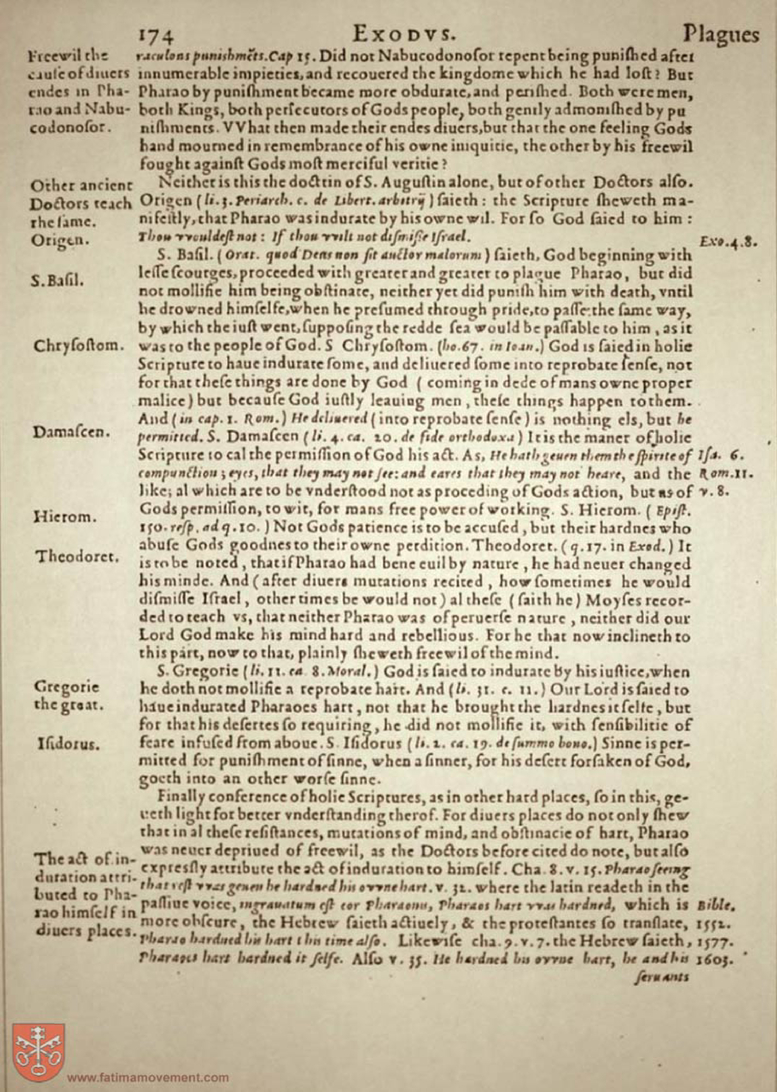 174 EXODVS. Plagues
Freewil the
cause of diuers
endes in Pha-
rao and Nabu-
codonosor.
raculous punishmẽts. Cap 15. Did not Nabucodonosor repent being punished after
innumerable impieties, and recouered the kingdome which he had lost? But
Pharao by punishment became more obdurate, and perished. Both were men,
both Kings, both persecutors of Gods people, both gently admonished by pu
nishments. VVhat then made their endes diuers, but that the one feeling Gods
hand mourned in remembrance of his owne iniquitie, the other by his freewil
fought against Gods most merciful veritie?
Other ancient
Doctors teach
the same.
Origen.
Neither is this the doctrin of S. Augustin alone, but of other Doctors also.
Origen (li. 3. Periarch. c. de Libert. arbitrij) saieth: the Scripture sheweth ma-
nifestly, that Pharao was indurate by his owne wil. For so God saied to him:
Thou vvouldest not: If thou vvilt not dismisse Israel.
Exo. 4. 8.
S. Basil.
S. Basil. (Orat. quod Deus non sit auctor malorum) saieth, God beginning with
lesse scourges, proceeded with greater and greater to plague Pharao, but did
not mollifie him being obstinate, neither yet did punish him with death, vntil
he drowned himselfe, when he presumed through pride, to passe the same way,
by which the iust went, supposing the redde sea would be passable to him, as it
Chrysostom.
was to the people of God. S Chrysostom. (ho. 67. in Ioan.) God is saied in holie
Scripture to haue indurate some, and deliuered some into reprobate sense, not
for that these things are done by God ( coming in dede of mans owne proper
malice) but because God iustly leauing men, these things happen to them.
And (in cap. 1. Rom.) He deliuered (into reprobate sense) is nothing els, but he
Damascen.
permitted. S. Damascen (li. 4. ca. 20. de fide orthodoxa) It is the maner of holie
Scripture to cal the permission of God his act. As, He hath geuen them the spirite of
compunction; eyes, that they may not see: and eares that they may not heare, and the
like; al which are to be vnderstood not as proceding of Gods action, but as of
Isa. 6.
Rom. 11.
v. 8.
Hierom.
Gods permission, to wit, for mans free power of working. S. Hierom. ( Epist.
150. resp. ad q. 10. ) Not Gods patience is to be accused, but their hardnes who
Theodoret.
abuse Gods goodnes to their owne perdition. Theodoret. ( q. 17. in Exod. ) It
is to be noted, that if Pharao had bene euil by nature, he had neuer changed
his minde. And ( after diuers mutations recited, how sometimes he would
dismisse Israel, other times be would not ) al these ( saith he ) Moyses recor-
ded to teach vs, that neither Pharao was of peruerse nature, neither did our
Lord God make his mind hard and rebellious. For he that now inclineth to
this part, now to that, plainly sheweth freewil of the mind.
Gregorie
the great.
S. Gregorie (li. 11. ca. 8. Moral.) God is saied to indurate by his iustice, when
he doth not mollifie a reprobate hart. And (li. 31. c. 11.) Our Lord is saied to
haue indurated Pharaoes hart, not that he brought the hardnes it selfe, but
for that his desertes so requiring, he did not mollifie it, with sensibilitie of
Isidorus.
feare infused from aboue. S. Isidorus ( li. 2. ca. 19. de summo bono.) Sinne is per-
mitted for punishment of sinne, when a sinner, for his desert forsaken of God,
goeth into an other worse sinne.
Finally conference of holie Scriptures, as in other hard places, so in this, ge-
ueth light for better vnderstanding therof. For diuers places do not only shew
that in al these resistances, mutations of mind, and obstinacie of hart, Pharao
was neuer depriued of freewil, as the Doctors before cited do note, but also
The act of in-
duration attri-
buted to Pha-
rao himself in
diuers places.
expresly attribute the act of induration to himself. Cha. 8. v. 15. Pharao seeing
that rest vvas geuen he hardned his ovvne hart. v. 32. where the latin readeth in the
passiue voice, ingrauatum est cor Pharaonis, Pharaos hart vvas hardned, which is
more obscure, the Hebrew saieth actiuely, & the protestantes so translate,
Pharao hardned his hart this time also. Likewise cha. 9. v. 7. the Hebrew saieth,
Pharaoes hart hardned it selfe. Also v. 35. He hardned his ovvne hart, he and his
Bible.
1552.
1577.
1603.
seruants
www.fatimamovement.com